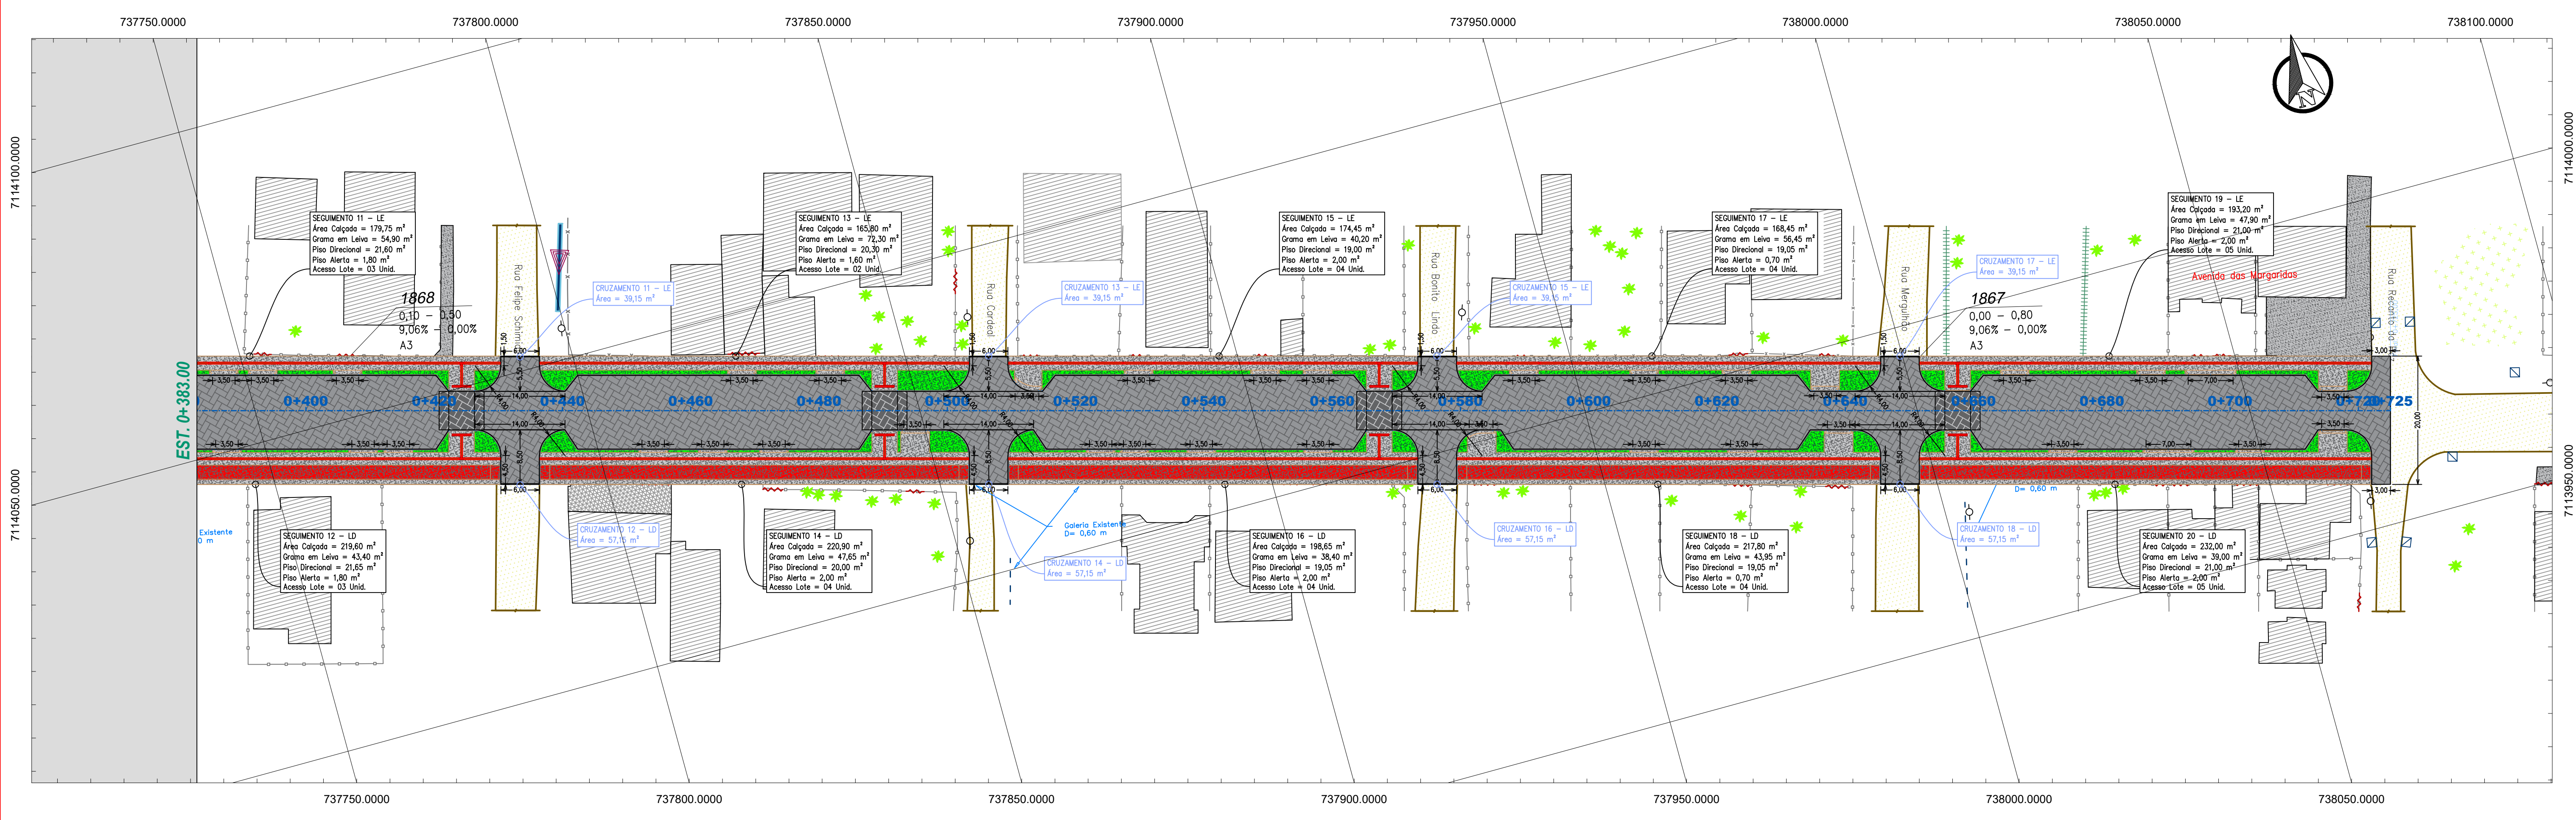 737750.0000
737800.0000
737850.0000
737900.0000
737950.0000
738000.0000
738050.0000
738100.0000
7114100.0000
7114050.0000
7114000.0000
7113950.0000
EST. 0+383.00
SEGUIMENTO 11 – LE
Área Calçada = 179,75 m²
Grama em Leiva = 54,90 m²
Piso Direcional = 21,60 m²
Piso Alerta = 1,80 m²
Acesso Lote = 03 Unid.
1868
0,10 – 0,50
9,06% – 0,00%
A3
CRUZAMENTO 11 – LE
Área = 39,15 m²
SEGUIMENTO 13 – LE
Área Calçada = 165,80 m²
Grama em Leiva = 72,30 m²
Piso Direcional = 20,30 m²
Piso Alerta = 1,60 m²
Acesso Lote = 02 Unid.
Rua Cardeal
CRUZAMENTO 13 – LE
Área = 39,15 m²
SEGUIMENTO 15 – LE
Área Calçada = 174,45 m²
Grama em Leiva = 40,20 m²
Piso Direcional = 19,00 m²
Piso Alerta = 2,00 m²
Acesso Lote = 04 Unid.
Rua Bonito Lindo
CRUZAMENTO 15 – LE
Área = 39,15 m²
SEGUIMENTO 17 – LE
Área Calçada = 168,45 m²
Grama em Leiva = 56,45 m²
Piso Direcional = 19,05 m²
Piso Alerta = 0,70 m²
Acesso Lote = 04 Unid.
Rua Mergulhão
CRUZAMENTO 17 – LE
Área = 39,15 m²
1867
0,00 – 0,80
9,06% – 0,00%
A3
SEGUIMENTO 19 – LE
Área Calçada = 193,20 m²
Grama em Leiva = 47,90 m²
Piso Direcional = 21,00 m²
Piso Alerta = 2,00 m²
Acesso Lote = 05 Unid.
Avenida das Margaridas
Rua Felipe
Rua Recanto
0+400
0+420
0+440
0+460
0+480
0+500
0+520
0+540
0+560
0+580
0+600
0+620
0+640
0+660
0+680
0+700
0+720
0+725
20,00
Existente
0 m
SEGUIMENTO 12 – LD
Área Calçada = 219,60 m²
Grama em Leiva = 43,40 m²
Piso Direcional = 21,65 m²
Piso Alerta = 1,80 m²
Acesso Lote = 03 Unid.
CRUZAMENTO 12 – LD
Área = 57,15 m²
SEGUIMENTO 14 – LD
Área Calçada = 220,90 m²
Grama em Leiva = 47,65 m²
Piso Direcional = 20,00 m²
Piso Alerta = 2,00 m²
Acesso Lote = 04 Unid.
Galeria Existente
D= 0,60 m
CRUZAMENTO 14 – LD
Área = 57,15 m²
SEGUIMENTO 16 – LD
Área Calçada = 198,65 m²
Grama em Leiva = 38,40 m²
Piso Direcional = 19,05 m²
Piso Alerta = 2,00 m²
Acesso Lote = 04 Unid.
CRUZAMENTO 16 – LD
Área = 57,15 m²
SEGUIMENTO 18 – LD
Área Calçada = 217,80 m²
Grama em Leiva = 43,95 m²
Piso Direcional = 19,05 m²
Piso Alerta = 0,70 m²
Acesso Lote = 04 Unid.
CRUZAMENTO 18 – LD
Área = 57,15 m²
D= 0,60 m
SEGUIMENTO 20 – LD
Área Calçada = 232,00 m²
Grama em Leiva = 39,00 m²
Piso Direcional = 21,00 m²
Piso Alerta = 2,00 m²
Acesso Lote = 05 Unid.
737750.0000
737800.0000
737850.0000
737900.0000
737950.0000
738000.0000
738050.0000